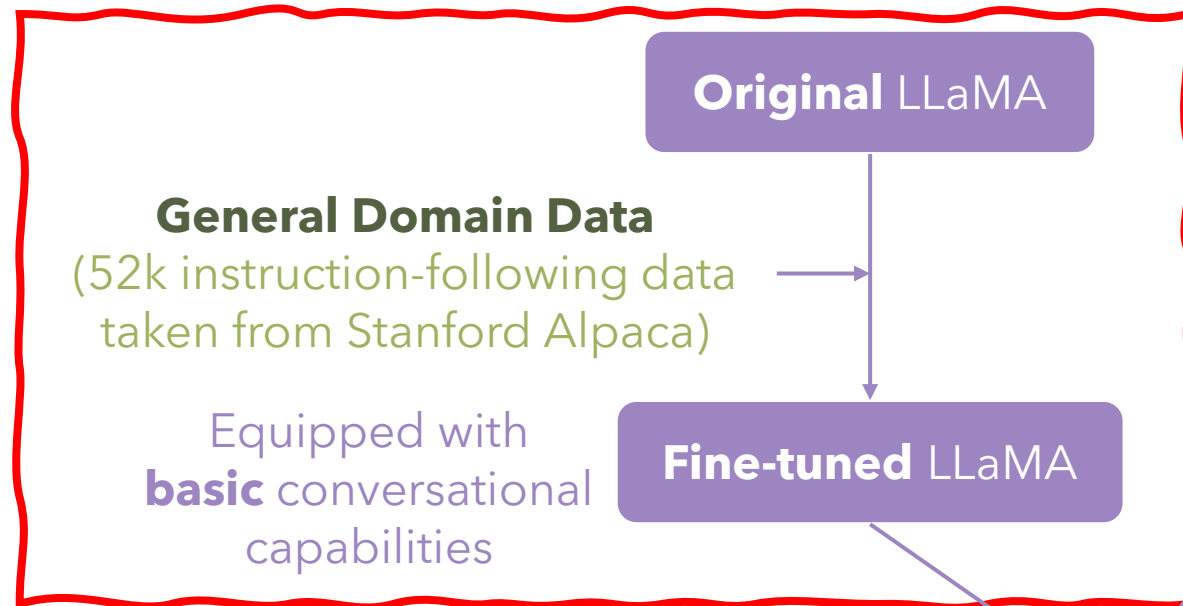 Original LLaMA
General Domain Data
(52k instruction-following data
taken from Stanford Alpaca)
Equipped with
basic conversational
capabilities
Fine-tuned LLaMA